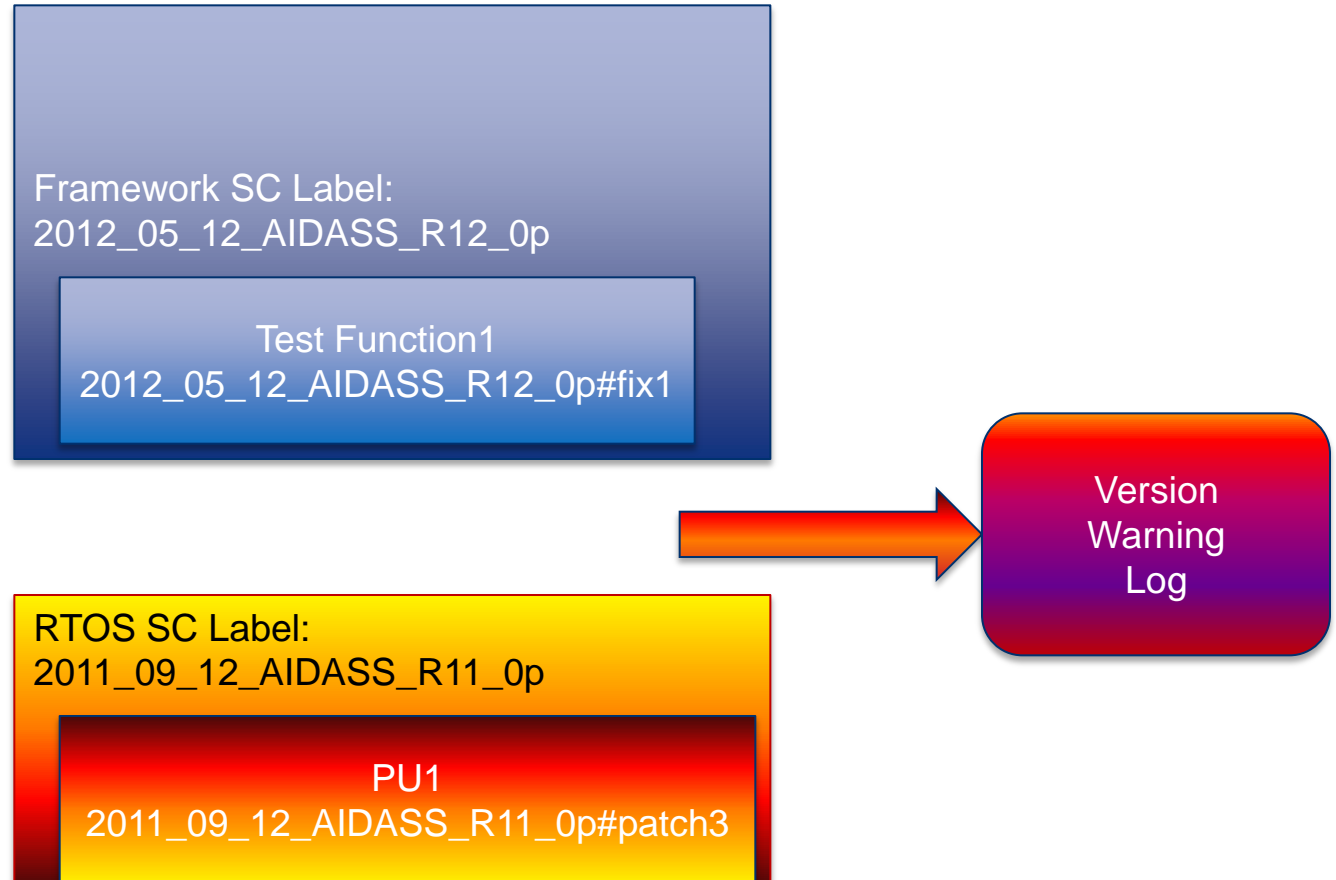 Framework SC Label:
2012_05_12_AIDASS_R12_0p
Test Function1
2012_05_12_AIDASS_R12_0p#fix1
Version
Warning
Log
RTOS SC Label:
2011_09_12_AIDASS_R11_0p
PU1
2011_09_12_AIDASS_R11_0p#patch3